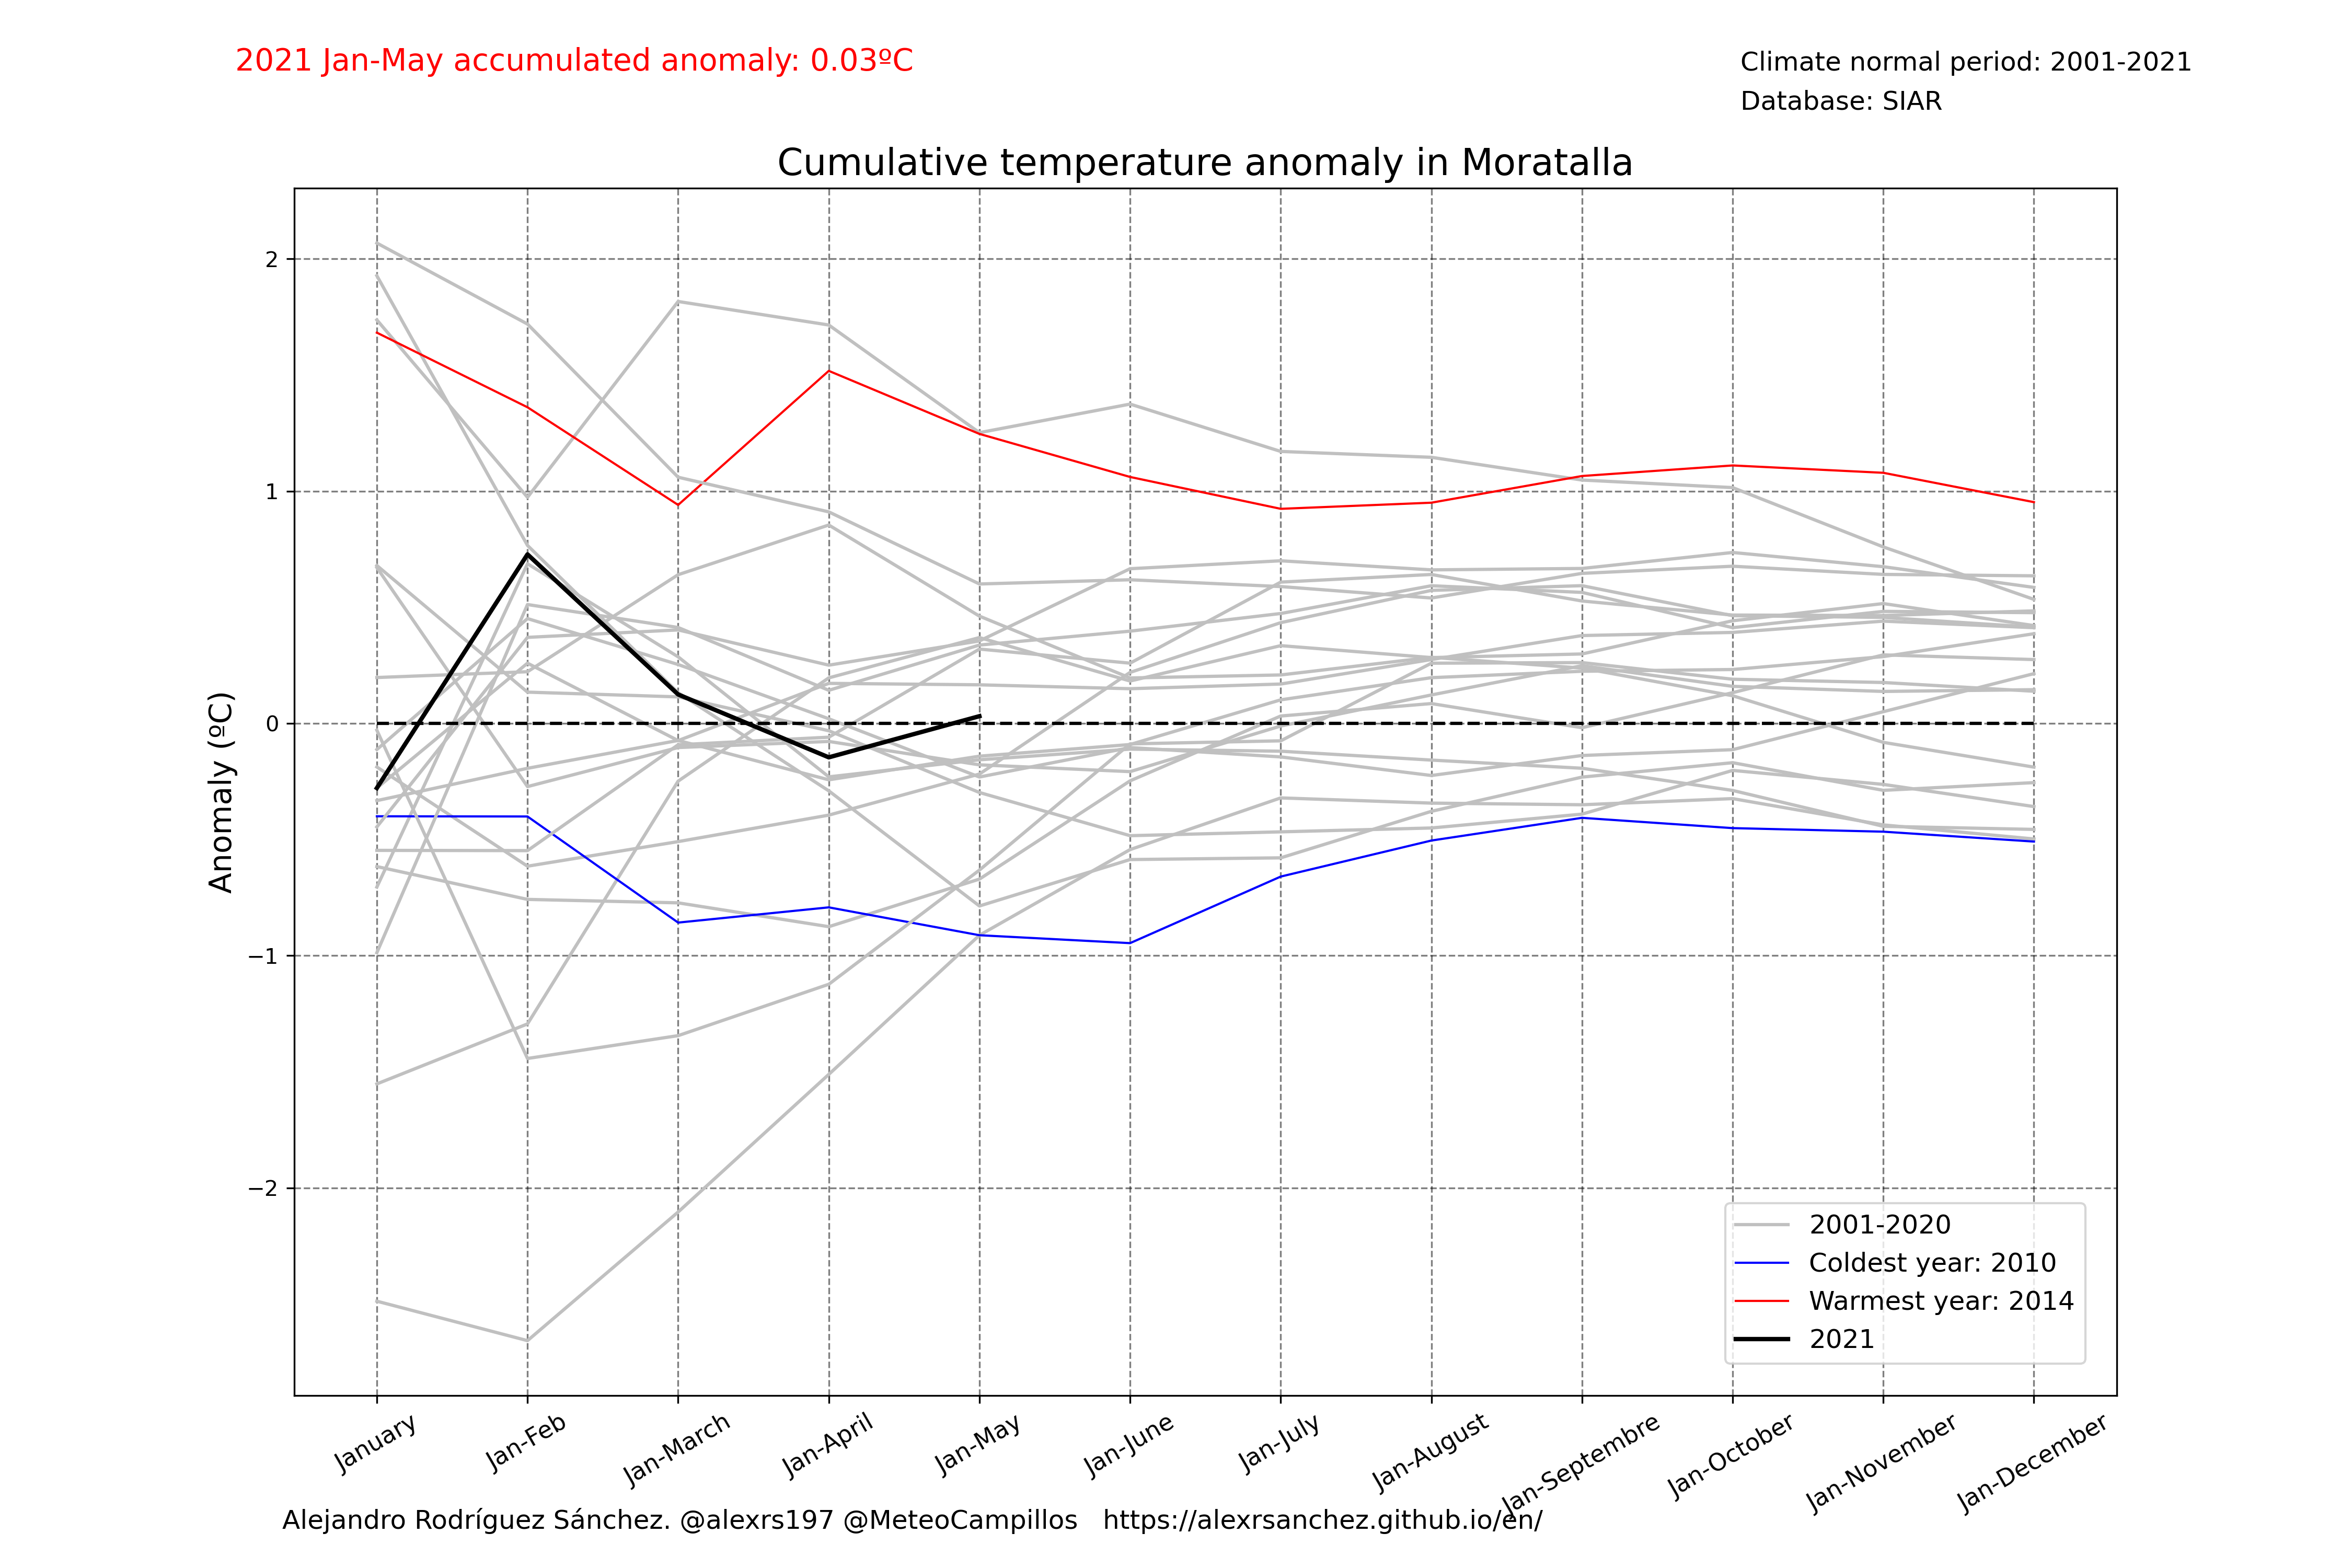 2021 Jan-May accumulated anomaly: 0.03ºC
Climate normal period: 2001-2021
Database: SIAR
Cumulative temperature anomaly in Moratalla
Anomaly (ºC)
2
1
0
−1
−2
2001-2020
Coldest year: 2010
Warmest year: 2014
2021
January
Jan-Feb
Jan-March
Jan-April
Jan-May
Jan-June
Jan-July
Jan-August
Jan-Septembre
Jan-October
Jan-November
Jan-December
Alejandro Rodríguez Sánchez. @alexrs197 @MeteoCampillos   https://alexrsanchez.github.io/en/